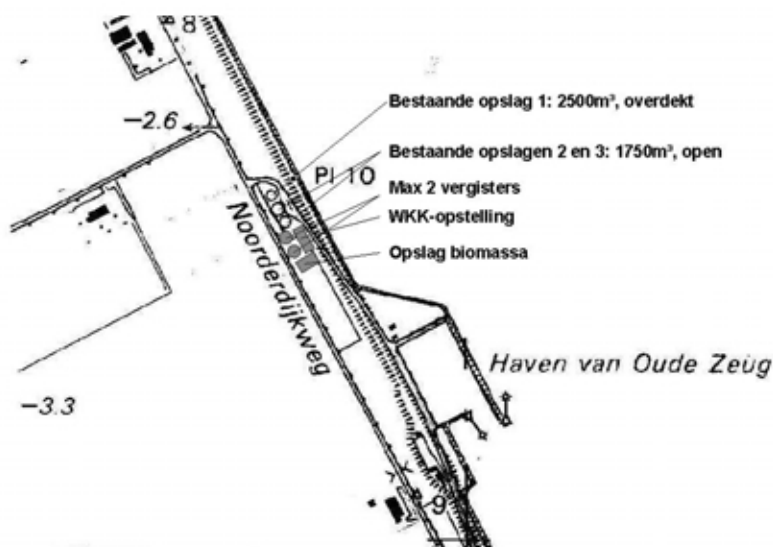 8
Bestaande opslag 1: 2500m³, overdekt
−2.6
Bestaande opslagen 2 en 3: 1750m³, open
Pl 10
Max 2 vergisters
WKK-opstelling
Noorderdijkweg
Opslag biomassa
Haven van Oude Zeug
−3.3
9